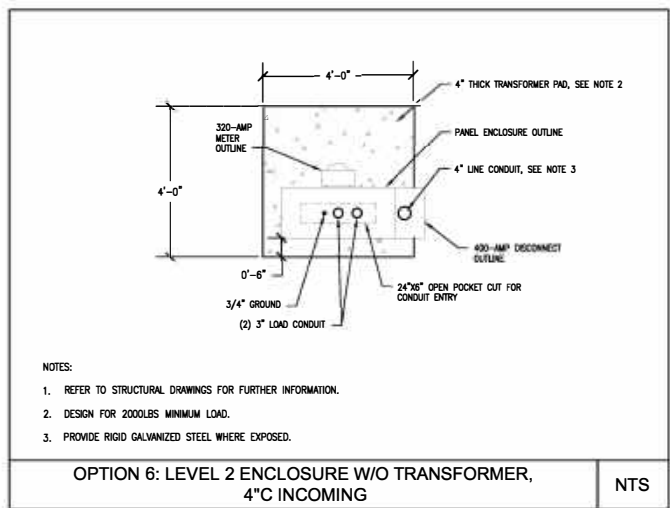 4'-0"
4" THICK TRANSFORMER PAD, SEE NOTE 2
320-AMP
METER
OUTLINE
PANEL ENCLOSURE OUTLINE
4" LINE CONDUIT, SEE NOTE 3
4'-0"
400-AMP DISCONNECT
OUTLINE
0'-6"
24"X6" OPEN POCKET CUT FOR
CONDUIT ENTRY
3/4" GROUND
(2) 3" LOAD CONDUIT
NOTES:
1. REFER TO STRUCTURAL DRAWINGS FOR FURTHER INFORMATION.
2. DESIGN FOR 2000LBS MINIMUM LOAD.
3. PROVIDE RIGID GALVANIZED STEEL WHERE EXPOSED.
OPTION 6: LEVEL 2 ENCLOSURE W/O TRANSFORMER,
4"C INCOMING
NTS